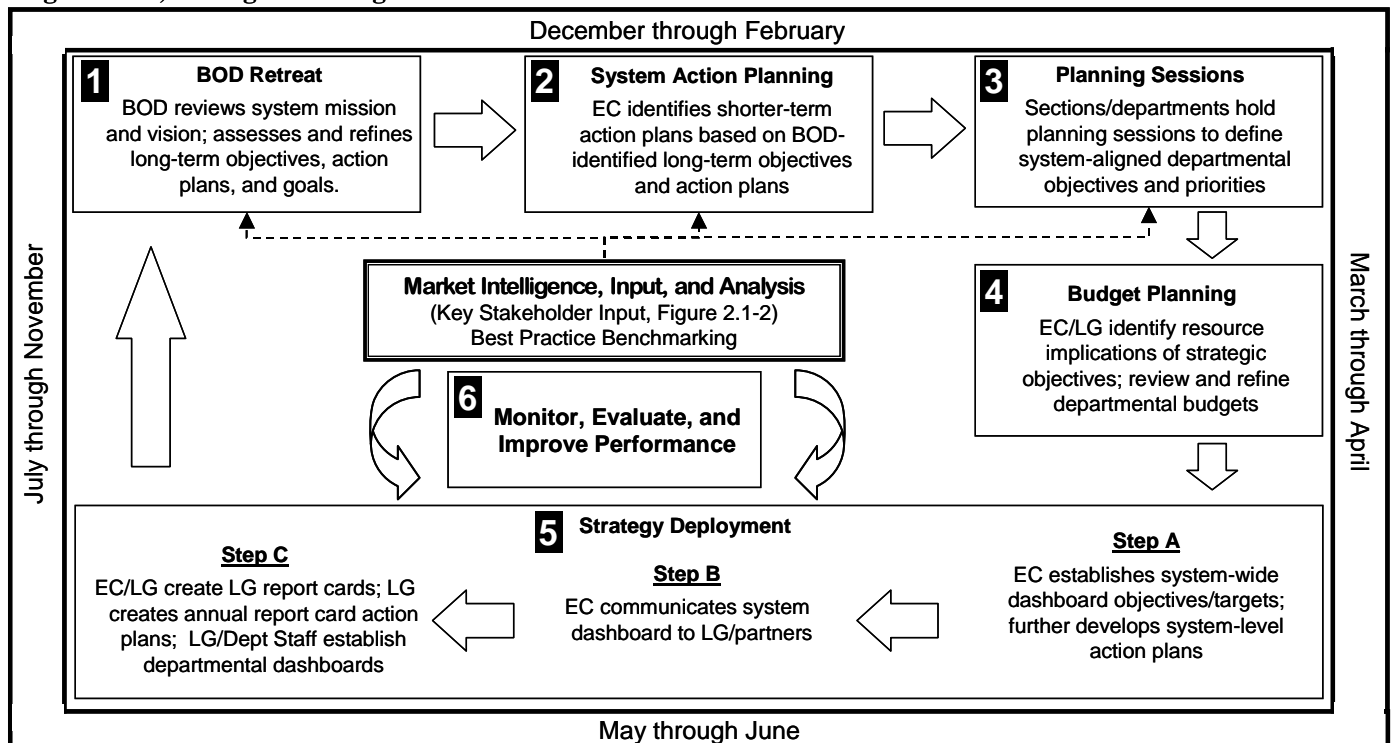 December through February
1
BOD Retreat
BOD reviews system mission
and vision; assesses and refines
long-term objectives, action
plans, and goals.
2
System Action Planning
EC identifies shorter-term
action plans based on BOD-
identified long-term objectives
and action plans
3
Planning Sessions
Sections/departments hold
planning sessions to define
system-aligned departmental
objectives and priorities
July through November
Market Intelligence, Input, and Analysis
(Key Stakeholder Input, Figure 2.1-2)
Best Practice Benchmarking
4
Budget Planning
EC/LG identify resource
implications of strategic
objectives; review and refine
departmental budgets
March through April
6
Monitor, Evaluate, and
Improve Performance
5
Strategy Deployment
Step A
EC establishes system-wide
dashboard objectives/targets;
further develops system-level
action plans
Step B
EC communicates system
dashboard to LG/partners
Step C
EC/LG create LG report cards; LG
creates annual report card action
plans; LG/Dept Staff establish
departmental dashboards
May through June